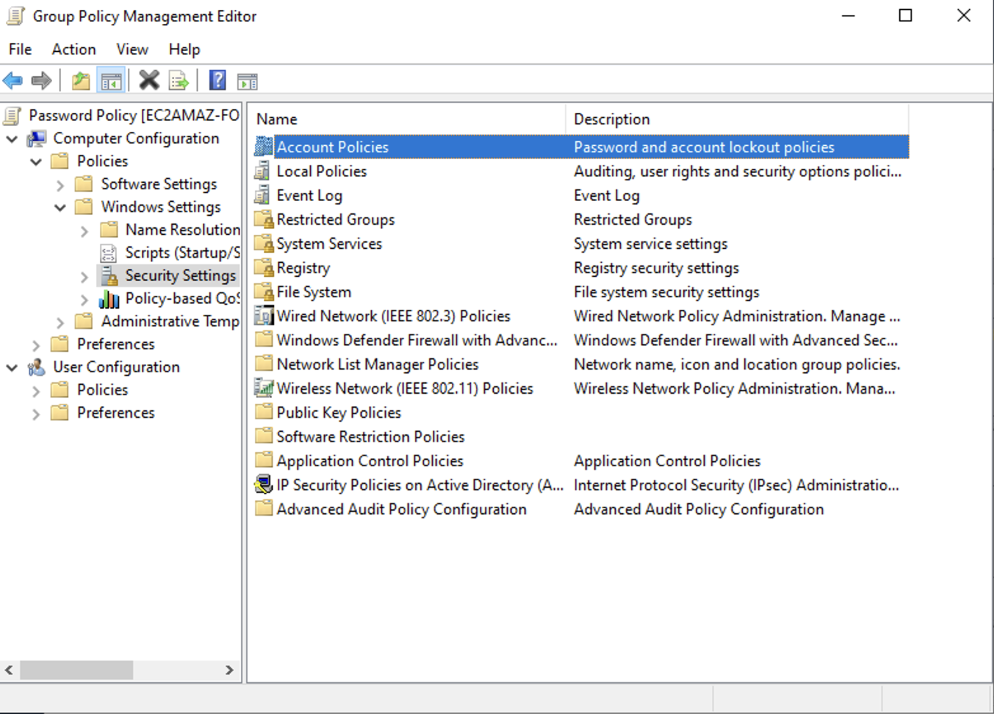 Group Policy Management Editor
File Action View Help
Password Policy [EC2AMAZ-FO
Computer Configuration
Policies
Software Settings
Windows Settings
Name Resolution
Scripts (Startup/S
Security Settings
Policy-based QoS
Administrative Temp
Preferences
User Configuration
Policies
Preferences
Name Description
Account Policies Password and account lockout policies
Local Policies Auditing, user rights and security options polici...
Event Log Event Log
Restricted Groups Restricted Groups
System Services System service settings
Registry Registry security settings
File System File system security settings
Wired Network (IEEE 802.3) Policies Wired Network Policy Administration. Manage ...
Windows Defender Firewall with Advanc... Windows Defender Firewall with Advanced Sec...
Network List Manager Policies Network name, icon and location group policies.
Wireless Network (IEEE 802.11) Policies Wireless Network Policy Administration. Mana...
Public Key Policies
Software Restriction Policies
Application Control Policies Application Control Policies
IP Security Policies on Active Directory (A... Internet Protocol Security (IPsec) Administratio...
Advanced Audit Policy Configuration Advanced Audit Policy Configuration